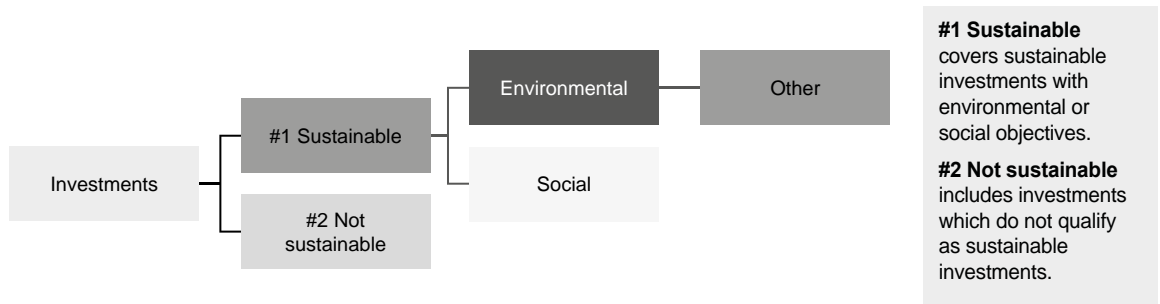 Investments
#1 Sustainable
#2 Not
sustainable
Environmental
Social
Other
#1 Sustainable
covers sustainable
investments with
environmental or
social objectives.
#2 Not sustainable
includes investments
which do not qualify
as sustainable
investments.